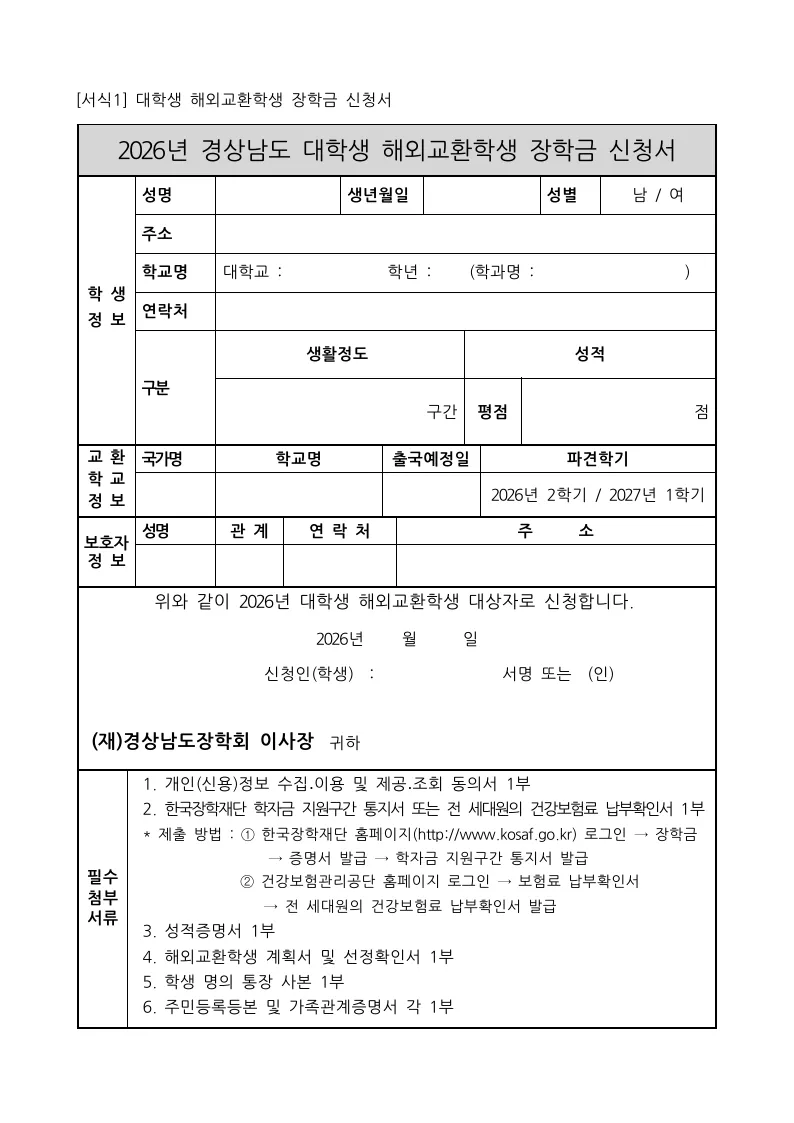 [서식1] 대학생 해외교환학생 장학금 신청서
2026년 경상남도 대학생 해외교환학생 장학금 신청서
학 생
정 보
성명 생년월일 성별 남 / 여
주소
학교명 대학교 : 학년 : (학과명 : )
연락처
구분
생활정도 성적
구간 평점 점
교 환
학 교
정 보
국가명 학교명 출국예정일 파견학기
2026년 2학기 / 2027년 1학기
보호자
정 보
성명 관 계 연 락 처 주 소
위와 같이 2026년 대학생 해외교환학생 대상자로 신청합니다.
2026년 월 일
신청인(학생) : 서명 또는 (인)
(재)경상남도장학회 이사장 귀하
필수
첨부
서류
1. 개인(신용)정보 수집.이용 및 제공.조회 동의서 1부
2. 한국장학재단 학자금 지원구간 통지서 또는 전 세대원의 건강보험료 납부확인서 1부
* 제출 방법 : ① 한국장학재단 홈페이지(http://www.kosaf.go.kr) 로그인 → 장학금
→ 증명서 발급 → 학자금 지원구간 통지서 발급
② 건강보험관리공단 홈페이지 로그인 → 보험료 납부확인서
→ 전 세대원의 건강보험료 납부확인서 발급
3. 성적증명서 1부
4. 해외교환학생 계획서 및 선정확인서 1부
5. 학생 명의 통장 사본 1부
6. 주민등록등본 및 가족관계증명서 각 1부